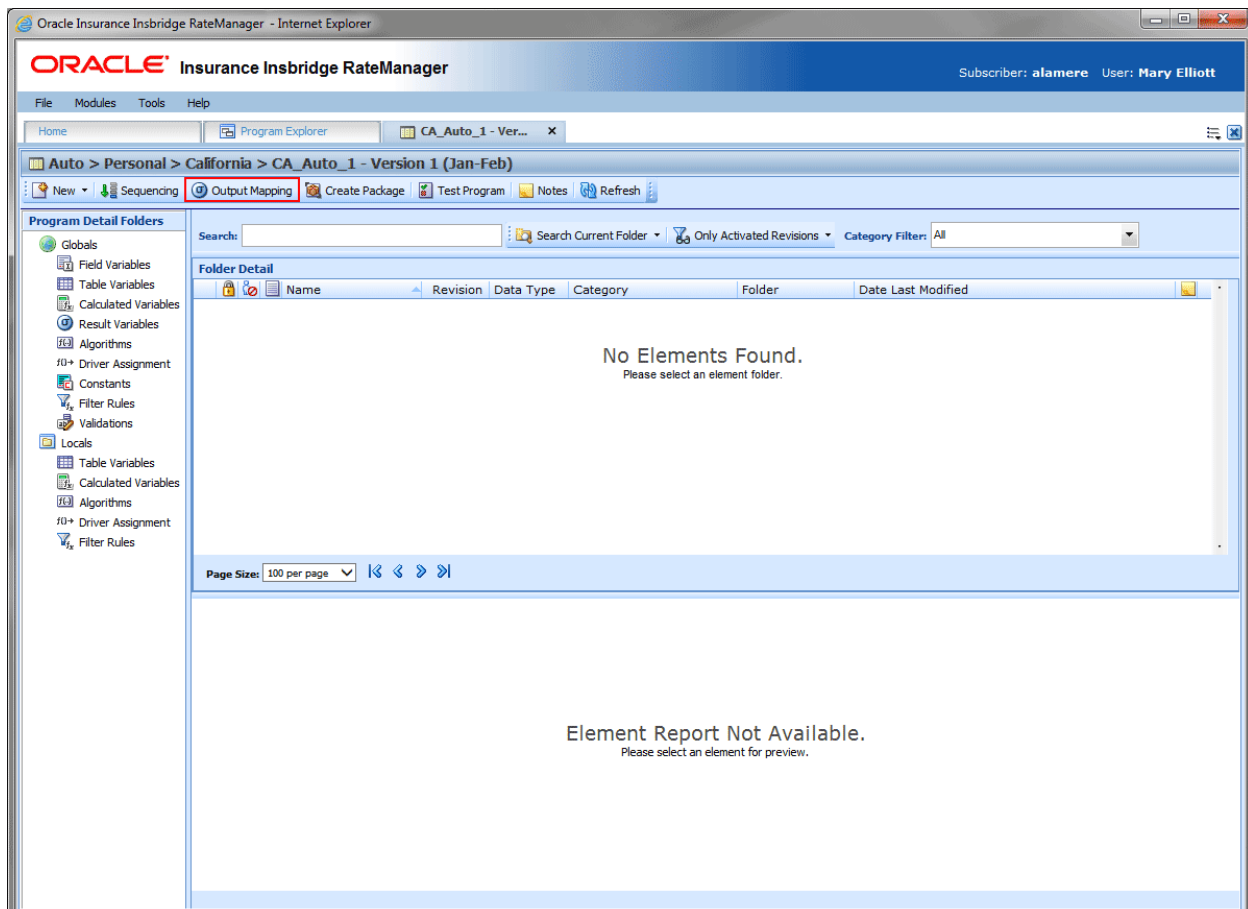 Oracle Insurance Insbridge RateManager - Internet Explorer
ORACLE Insurance Insbridge RateManager
Subscriber: alamere User: Mary Elliott
File Modules Tools Help
Home Program Explorer CA_Auto_1 - Ver... X
Auto > Personal > California > CA_Auto_1 - Version 1 (Jan-Feb)
New Sequencing Output Mapping Create Package Test Program Notes Refresh
Program Detail Folders
Globals
Field Variables
Table Variables
Calculated Variables
Result Variables
Algorithms
Driver Assignment
Constants
Filter Rules
Validations
Locals
Table Variables
Calculated Variables
Algorithms
Driver Assignment
Filter Rules
Search: Search Current Folder Only Activated Revisions Category Filter: All
Folder Detail
Name Revision Data Type Category Folder Date Last Modified
No Elements Found.
Please select an element folder.
Page Size: 100 per page
Element Report Not Available.
Please select an element for preview.